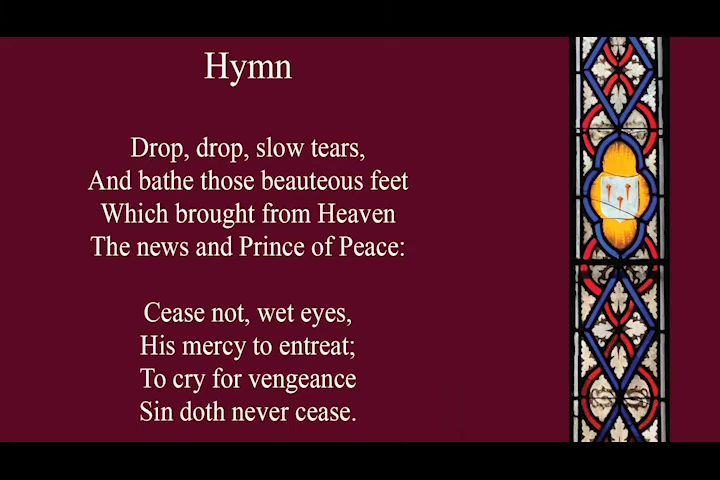 Hymn
Drop, drop, slow tears,
And bathe those beauteous feet
Which brought from Heaven
The news and Prince of Peace:
Cease not, wet eyes,
His mercy to entreat;
To cry for vengeance
Sin doth never cease.